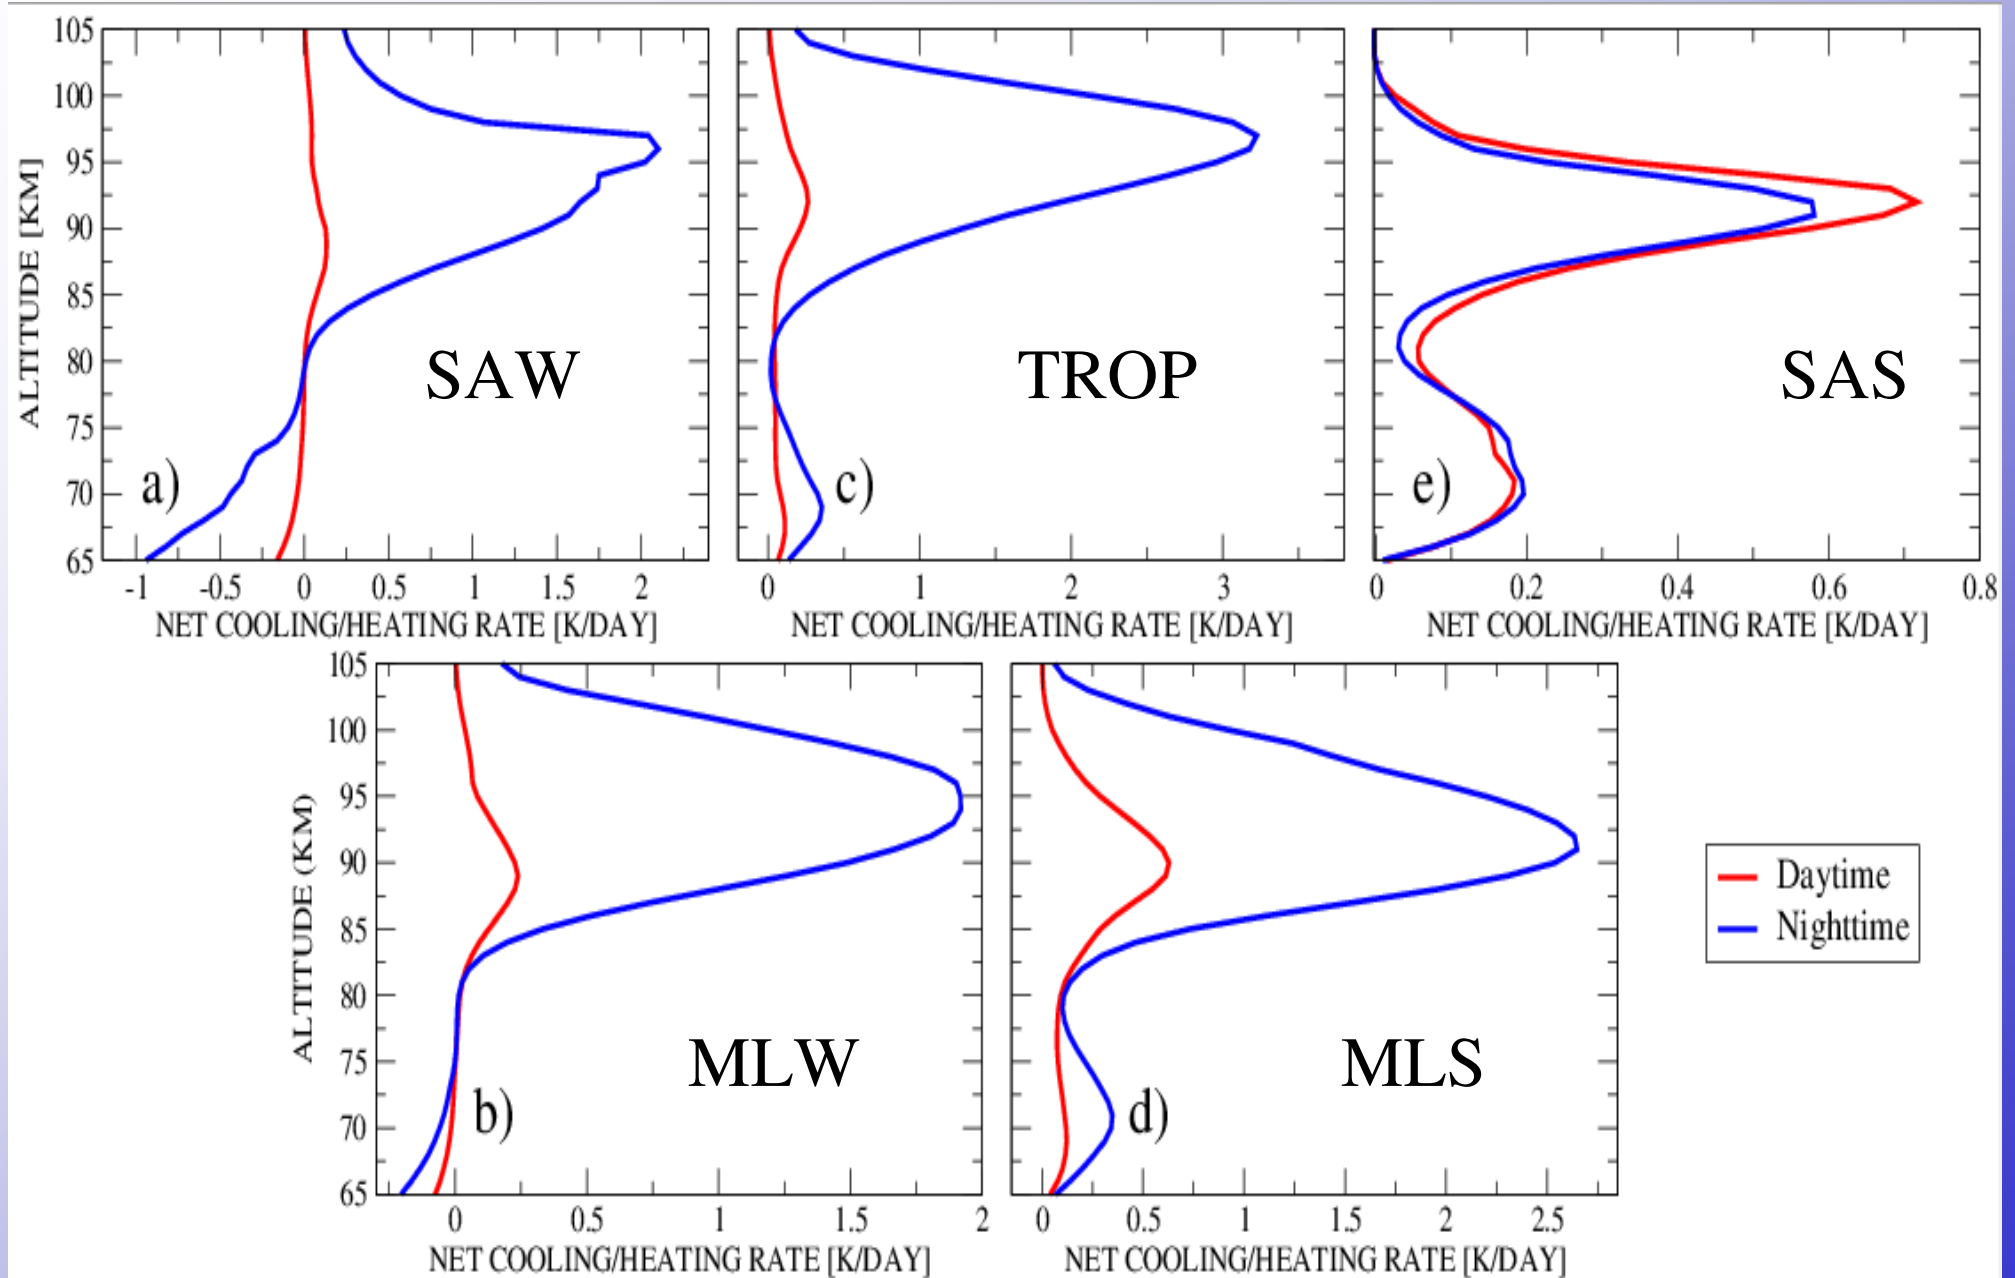 105
100
95
90
85
80
75
70
65
ALTITUDE [KM]
SAW
a)
-1 -0.5 0 0.5 1 1.5 2
NET COOLING/HEATING RATE [K/DAY]
TROP
c)
0 1 2 3
NET COOLING/HEATING RATE [K/DAY]
SAS
e)
0 0.2 0.4 0.6 0.8
NET COOLING/HEATING RATE [K/DAY]
105
100
95
90
85
80
75
70
65
ALTITUDE (KM)
MLW
b)
0 0.5 1 1.5 2
NET COOLING/HEATING RATE [K/DAY]
MLS
d)
0 0.5 1 1.5 2 2.5
NET COOLING/HEATING RATE [K/DAY]
Daytime
Nighttime